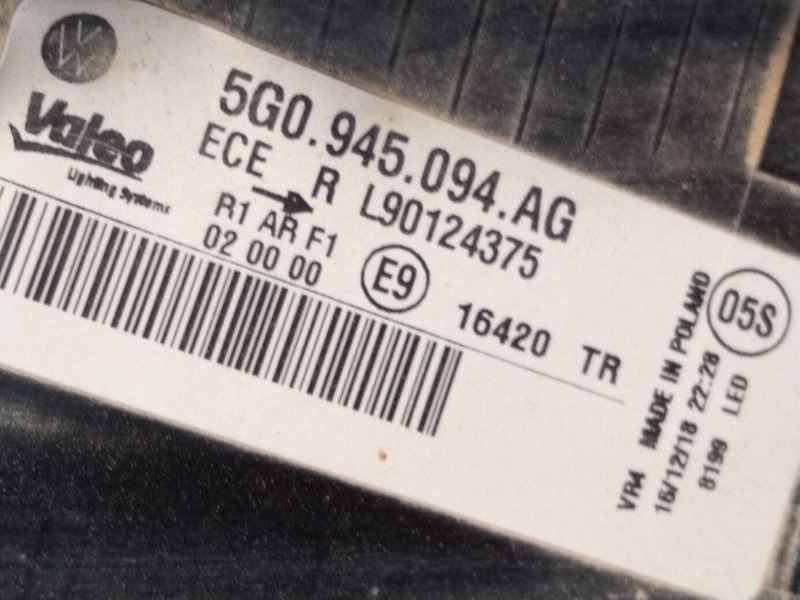 VW
Valeo
Lighting Systems
5G0.945.094.AG
ECE R L90124375
R1 AR F1
02 00 00
E9
16420 TR
05S
VR4 MADE IN POLAND
16/12/18 22:28
8199 LED